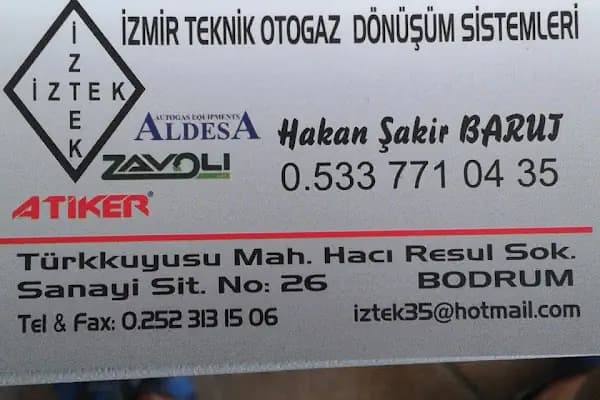 İZMİR TEKNİK OTOGAZ DÖNÜŞÜM SİSTEMLERİ
İZTEK
İZTEK
AUTOGAS EQUIPMENTS
ALDESA
ZAVOLI
ATİKER®
Hakan Şakir BARUT
0.533 771 04 35
Türkkuyusu Mah. Hacı Resul Sok.
Sanayi Sit. No: 26 BODRUM
Tel & Fax: 0.252 313 15 06 iztek35@hotmail.com